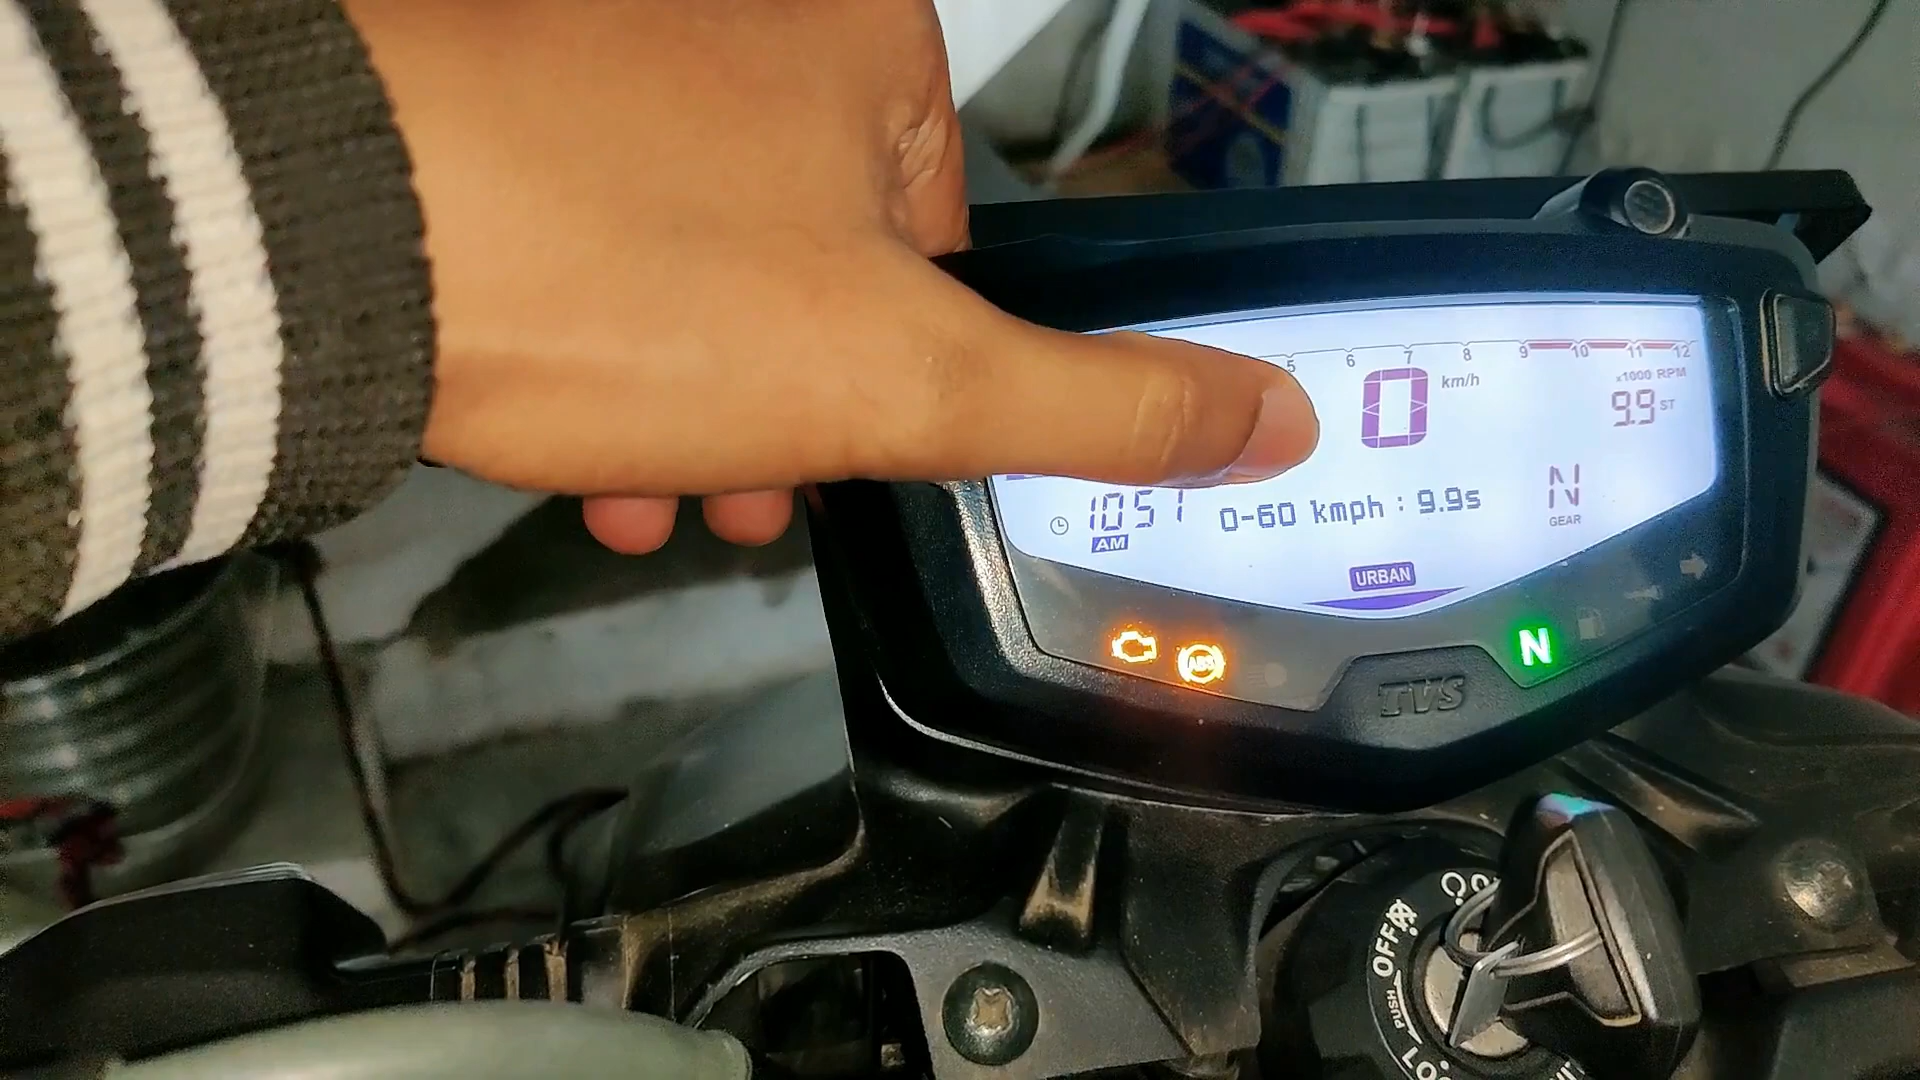 5 6 7 8 9 10 11 12
x1000 RPM
0 km/h
9.9 ST
N
GEAR
10 51
AM
0-60 kmph : 9.9s
URBAN
ABS
N
TVS
OFF
PUSH